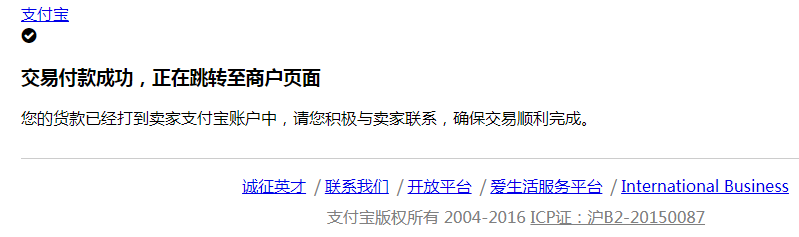 支付宝
交易付款成功，正在跳转至商户页面
您的货款已经打到卖家支付宝账户中，请您积极与卖家联系，确保交易顺利完成。
诚征英才 / 联系我们 / 开放平台 / 爱生活服务平台 / International Business
支付宝版权所有 2004-2016 ICP证：沪B2-20150087